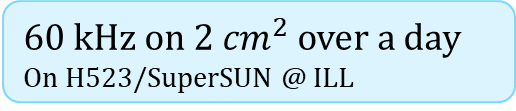 60 kHz on 2 cm² over a day
On H523/SuperSUN @ ILL